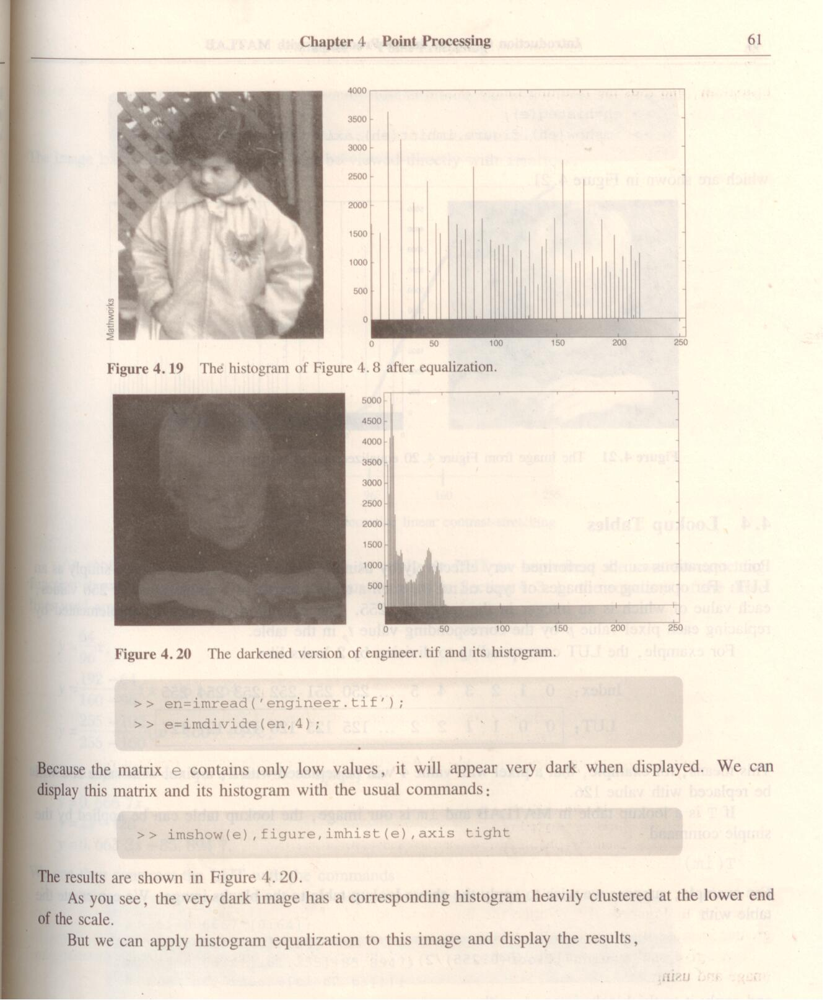 Chapter 4 Point Processing 61
4000
3500
3000
2500
2000
1500
1000
500
0
0 50 100 150 200 250
Mathworks
Figure 4.19 The histogram of Figure 4.8 after equalization.
5000
4500
4000
3500
3000
2500
2000
1500
1000
500
0
0 50 100 150 200 250
Figure 4.20 The darkened version of engineer.tif and its histogram.
>> en=imread('engineer.tif');
>> e=imdivide(en,4);
Because the matrix e contains only low values, it will appear very dark when displayed. We can
display this matrix and its histogram with the usual commands:
>> imshow(e),figure,imhist(e),axis tight
The results are shown in Figure 4.20.
As you see, the very dark image has a corresponding histogram heavily clustered at the lower end
of the scale.
But we can apply histogram equalization to this image and display the results,